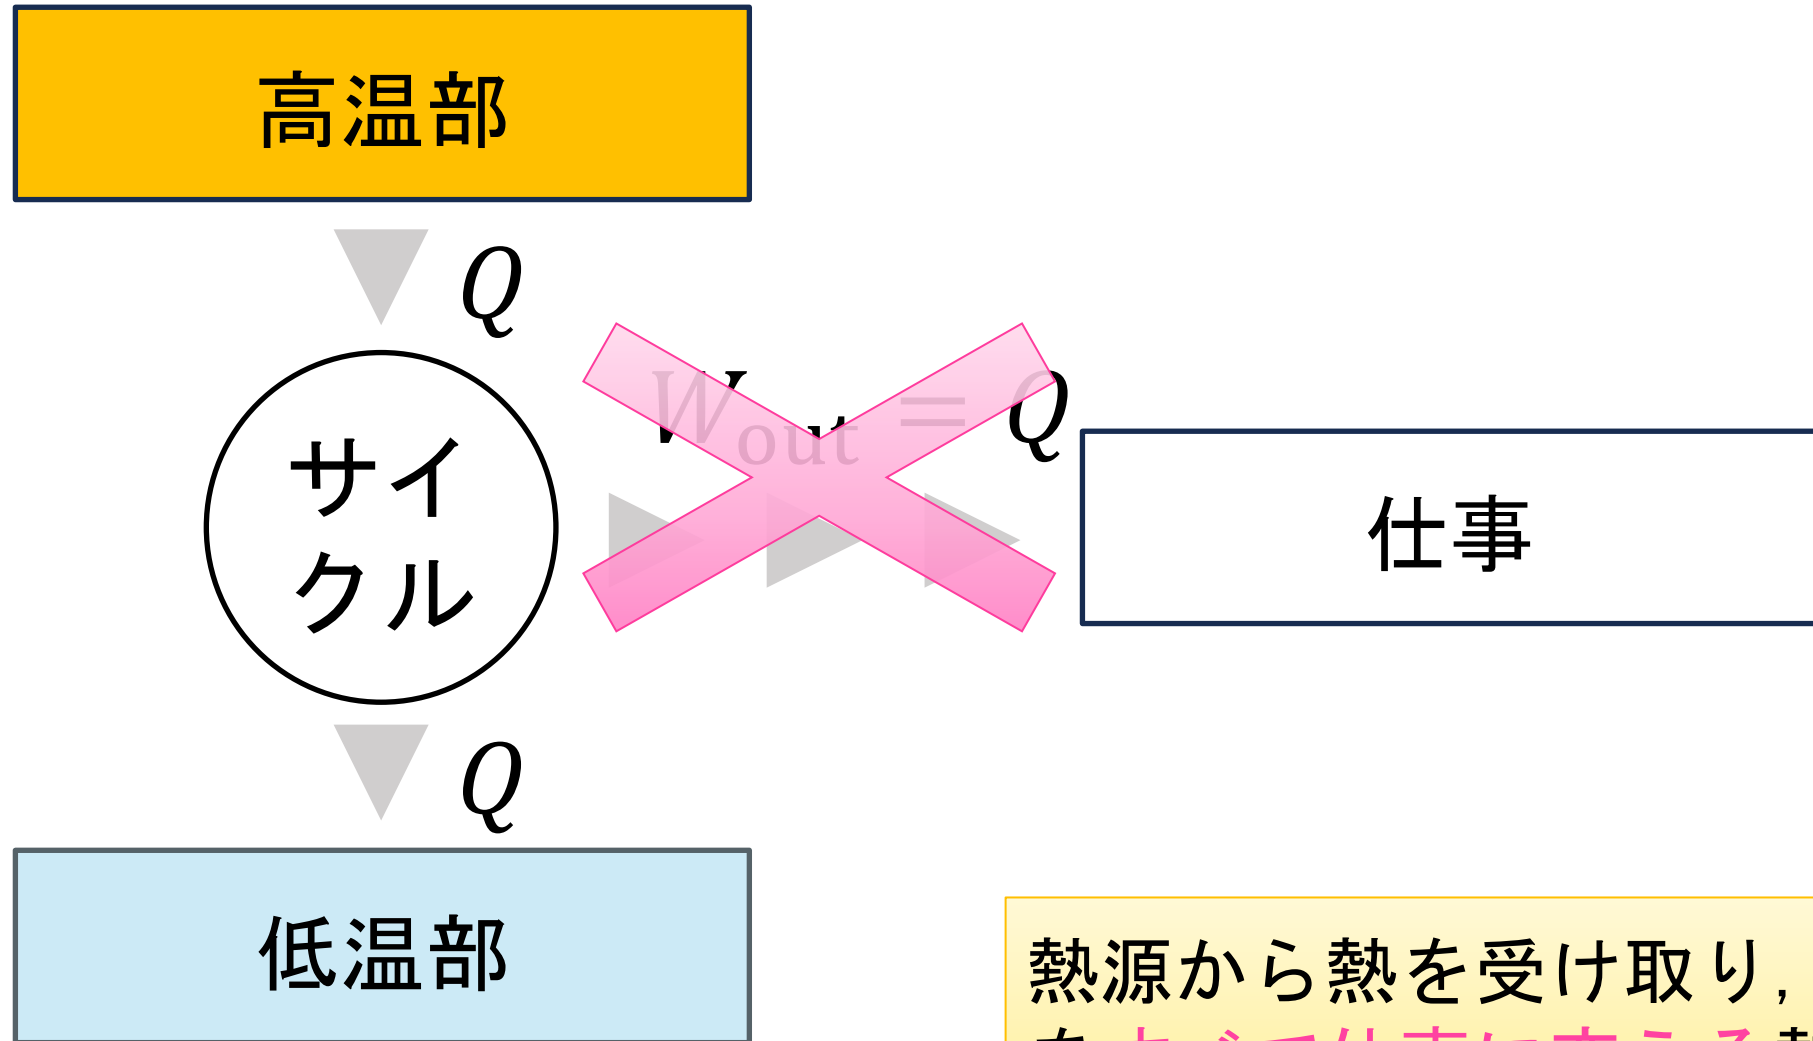 高温部
Q
W_out = Q
サイ
クル
仕事
Q
低温部
熱源から熱を受け取り,